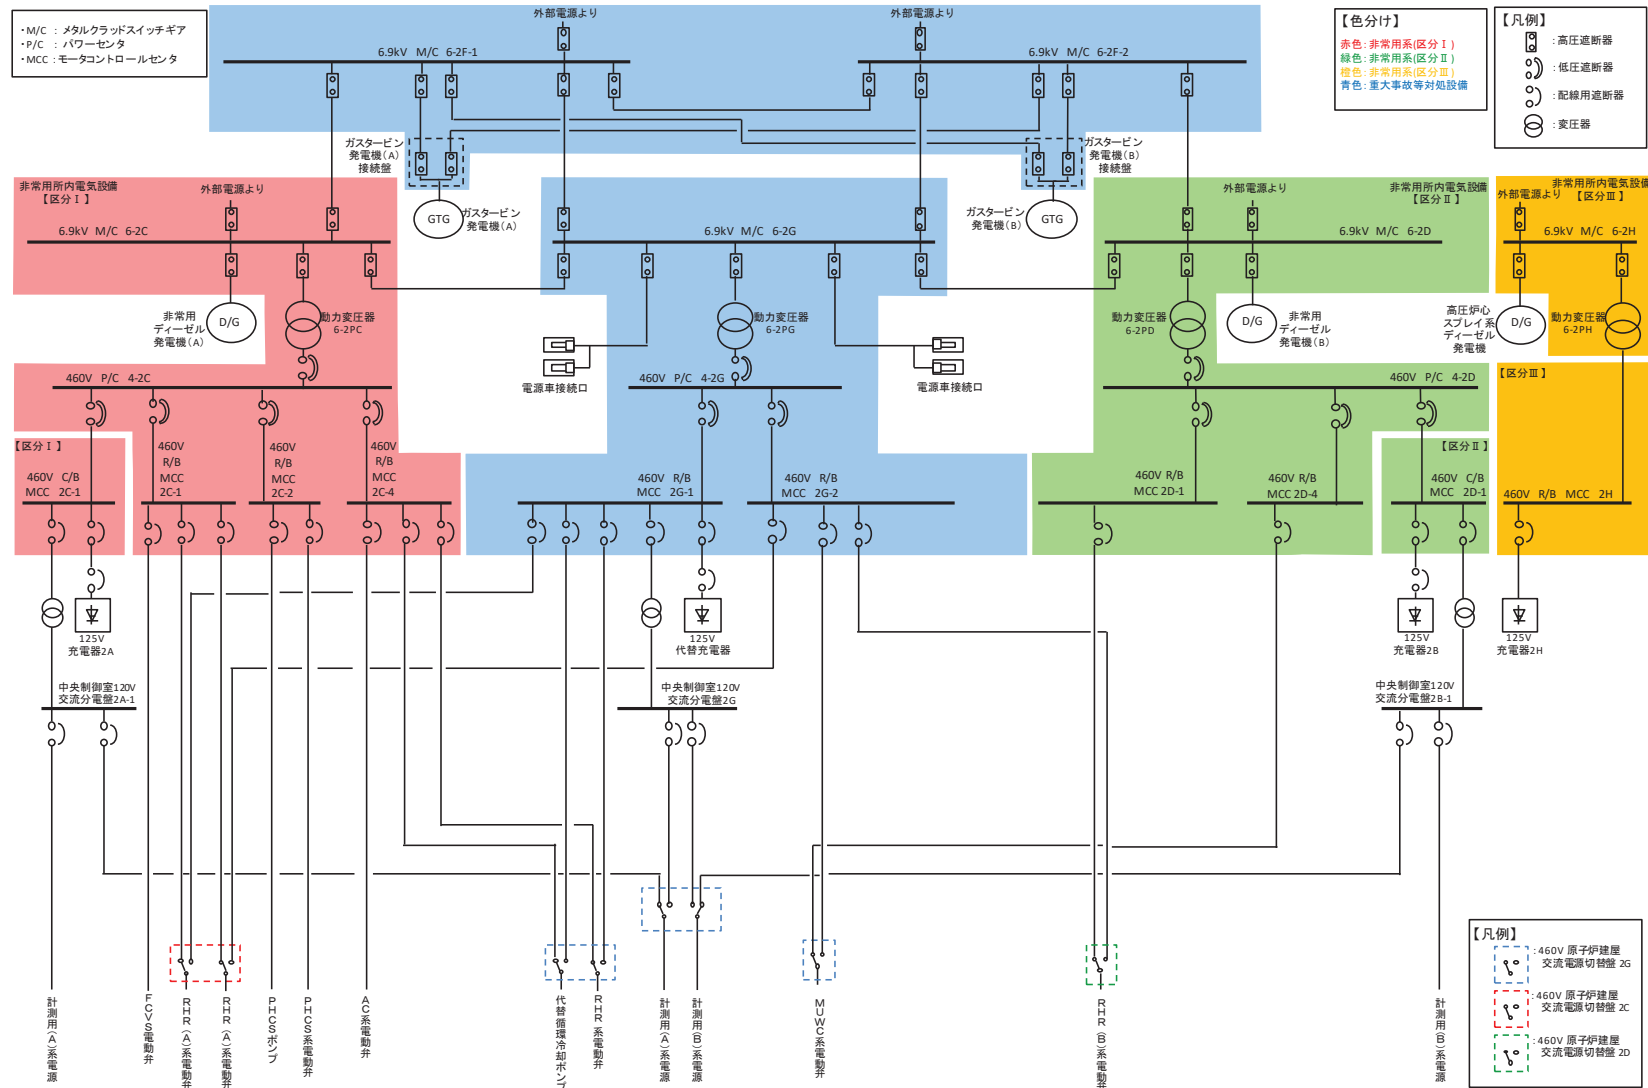 ・M/C ： メタルクラッドスイッチギア
・P/C ： パワーセンタ
・MCC ：モータコントロールセンタ
外部電源より
外部電源より
6.9kV M/C 6-2F-1
6.9kV M/C 6-2F-2
【色分け】
赤色：非常用系(区分Ⅰ)
緑色：非常用系(区分Ⅱ)
橙色：非常用系(区分Ⅲ)
青色：重大事故等対処設備
【凡例】
：高圧遮断器
：低圧遮断器
：配線用遮断器
：変圧器
ガスタービン
発電機(A)
接続盤
ガスタービン
発電機(B)
接続盤
GTG
ガスタービン
発電機(A)
ガスタービン
発電機(B)
GTG
非常用所内電気設備
【区分Ⅰ】
外部電源より
6.9kV M/C 6-2C
6.9kV M/C 6-2G
外部電源より
非常用所内電気設備
【区分Ⅱ】
6.9kV M/C 6-2D
非常用所内電気設備
【区分Ⅲ】
外部電源より
6.9kV M/C 6-2H
非常用
ディーゼル
発電機(A)
D/G
動力変圧器
6-2PC
動力変圧器
6-2PG
動力変圧器
6-2PD
D/G
非常用
ディーゼル
発電機(B)
高圧炉心
スプレイ系
ディーゼル
発電機
D/G
動力変圧器
6-2PH
電源車接続口
電源車接続口
460V P/C 4-2C
460V P/C 4-2G
460V P/C 4-2D
【区分Ⅲ】
【区分Ⅰ】
【区分Ⅱ】
460V C/B
MCC 2C-1
460V
R/B
MCC
2C-1
460V
R/B
MCC
2C-2
460V
R/B
MCC
2C-4
460V R/B
MCC 2G-1
460V R/B
MCC 2G-2
460V R/B
MCC 2D-1
460V R/B
MCC 2D-4
460V C/B
MCC 2D-1
460V R/B MCC 2H
125V
充電器2A
125V
代替充電器
125V
充電器2B
125V
充電器2H
中央制御室120V
交流分電盤2A-1
中央制御室120V
交流分電盤2G
中央制御室120V
交流分電盤2B-1
計測用(A)系電源
FCVS電動弁
RHR(A)系電動弁
RHR(A)系電動弁
PHCSポンプ
PHCS系電動弁
AC系電動弁
代替循環冷却ポンプ
RHR系電動弁
計測用(A)系電源
計測用(B)系電源
MUWC系電動弁
RHR(B)系電動弁
計測用(B)系電源
【凡例】
：460V 原子炉建屋
交流電源切替盤 2G
：460V 原子炉建屋
交流電源切替盤 2C
：460V 原子炉建屋
交流電源切替盤 2D